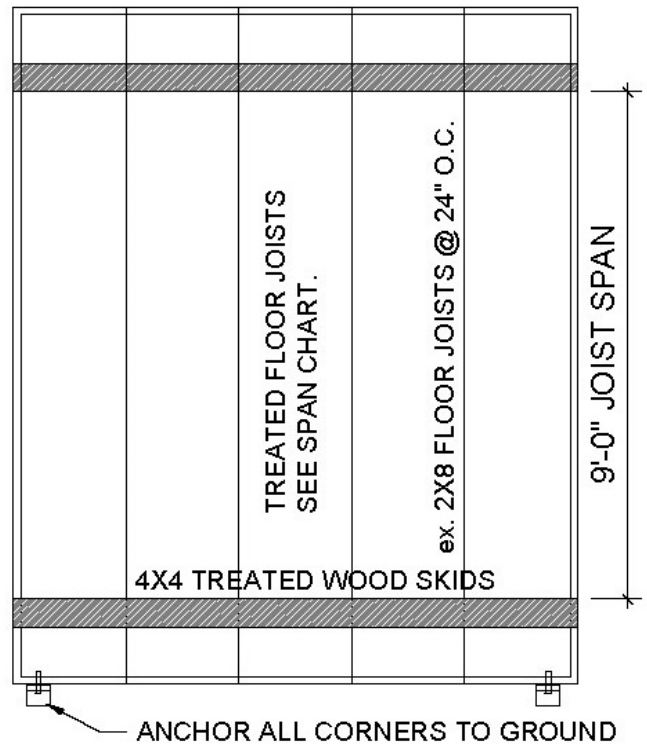 TREATED FLOOR JOISTS
SEE SPAN CHART.
ex. 2X8 FLOOR JOISTS @ 24" O.C.
9'-0" JOIST SPAN
4X4 TREATED WOOD SKIDS
ANCHOR ALL CORNERS TO GROUND